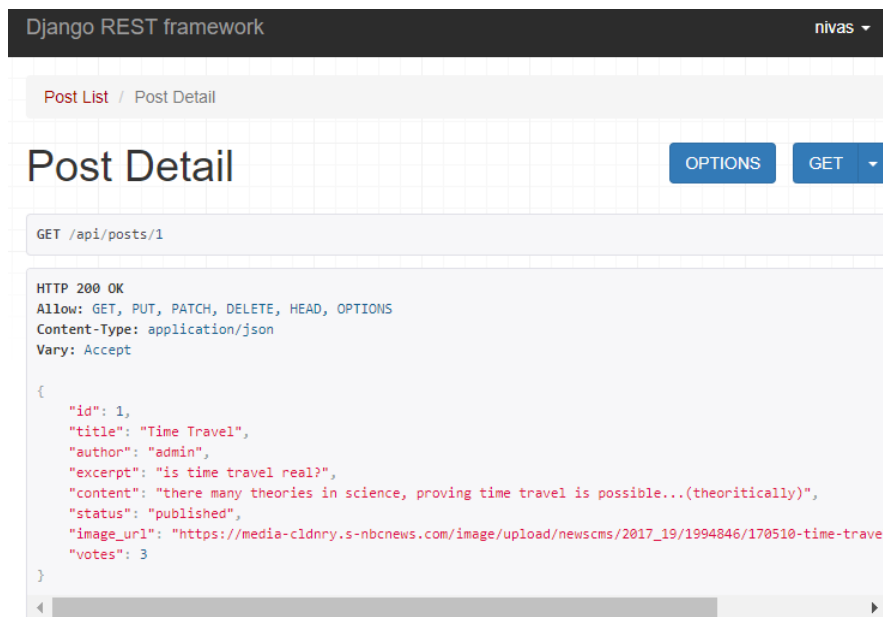 Django REST framework nivas
Post List / Post Detail
Post Detail OPTIONS GET
GET /api/posts/1
HTTP 200 OK
Allow: GET, PUT, PATCH, DELETE, HEAD, OPTIONS
Content-Type: application/json
Vary: Accept
{
"id": 1,
"title": "Time Travel",
"author": "admin",
"excerpt": "is time travel real?",
"content": "there many theories in science, proving time travel is possible...(theoritically)",
"status": "published",
"image_url": "https://media-cldnry.s-nbcnews.com/image/upload/newscms/2017_19/1994846/170510-time-trave
"votes": 3
}